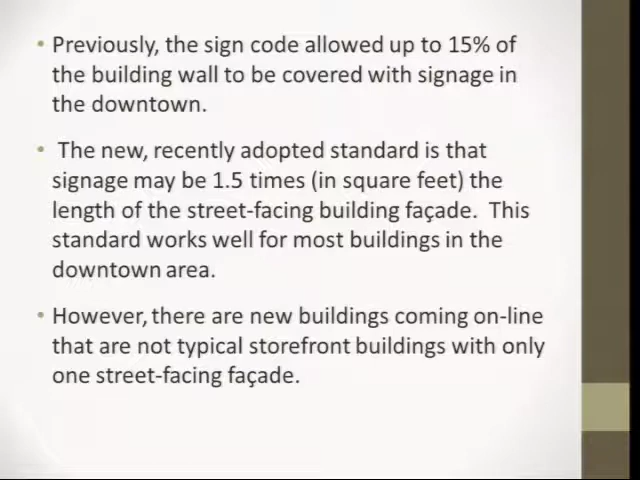 • Previously, the sign code allowed up to 15% of
the building wall to be covered with signage in
the downtown.
• The new, recently adopted standard is that
signage may be 1.5 times (in square feet) the
length of the street-facing building façade. This
standard works well for most buildings in the
downtown area.
• However, there are new buildings coming on-line
that are not typical storefront buildings with only
one street-facing façade.